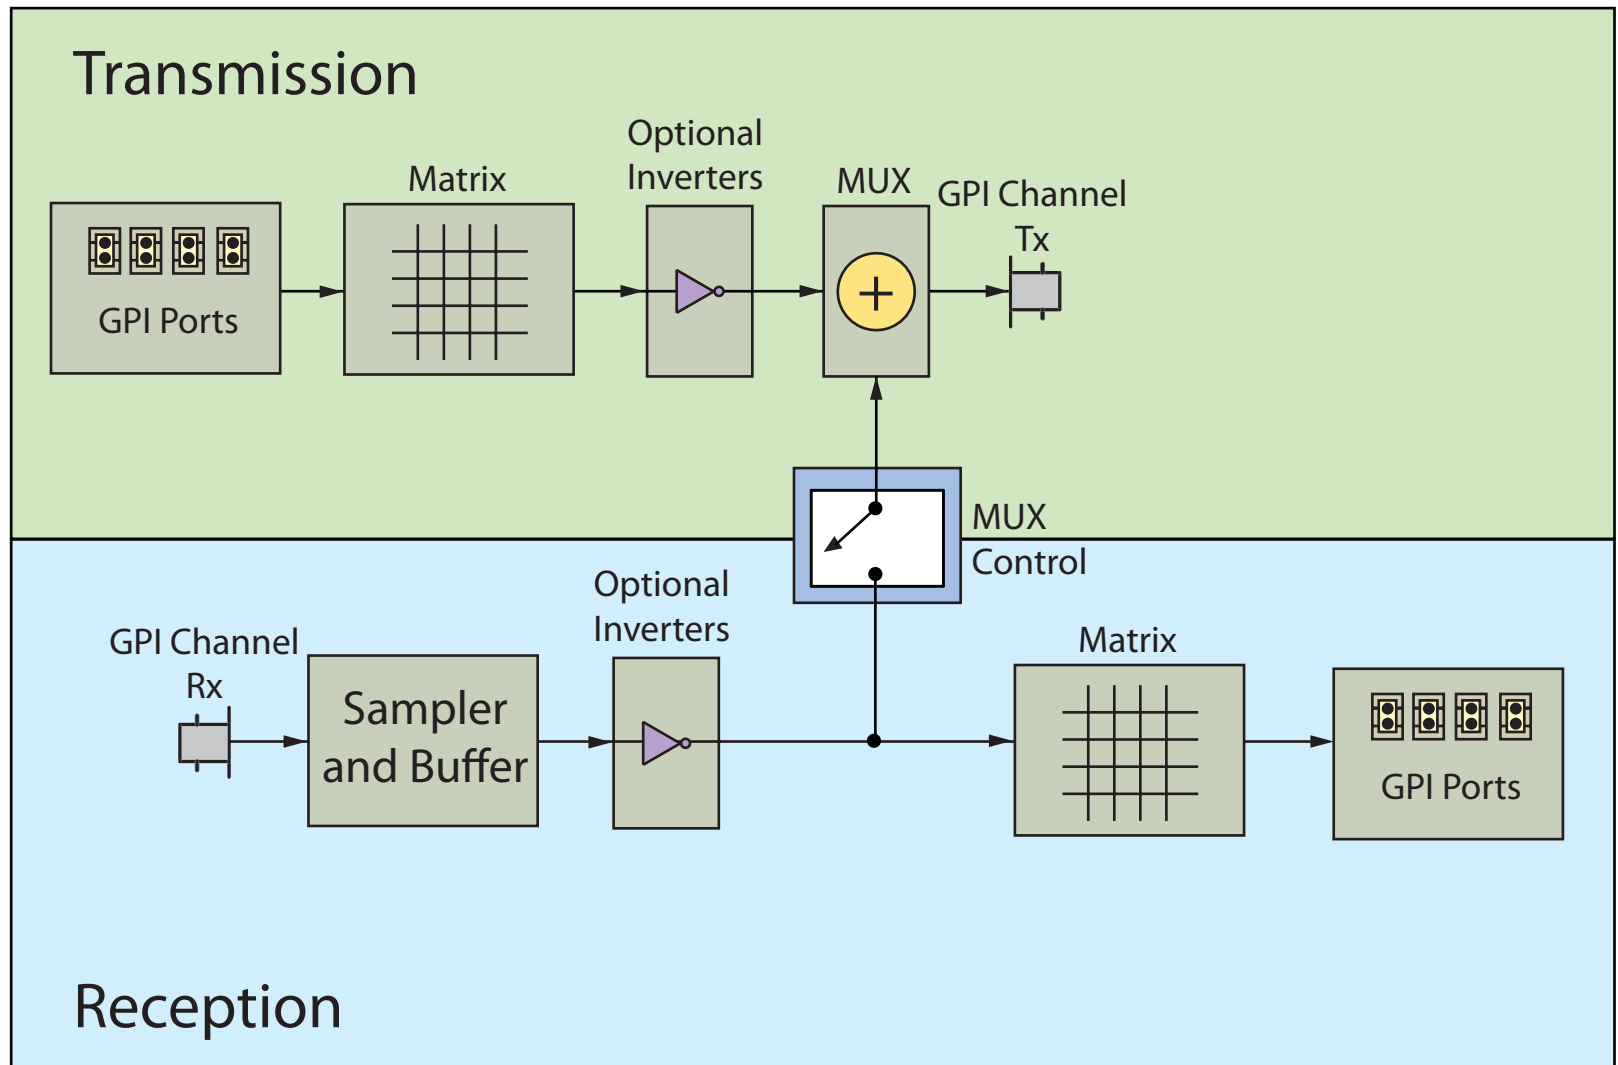 Transmission
Optional
Inverters
Matrix
MUX
GPI Channel
Tx
GPI Ports
MUX
Control
Optional
Inverters
GPI Channel
Rx
Matrix
Sampler
and Buffer
GPI Ports
Reception